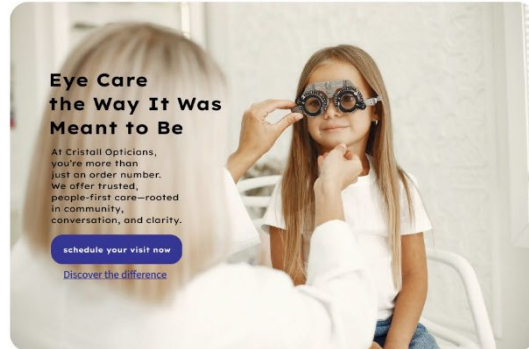 Eye Care
the Way It Was
Meant to Be
At Cristall Opticians,
you're more than
just an order number.
We offer trusted,
people-first care—rooted
in community,
conversation, and clarity.
schedule your visit now
Discover the difference